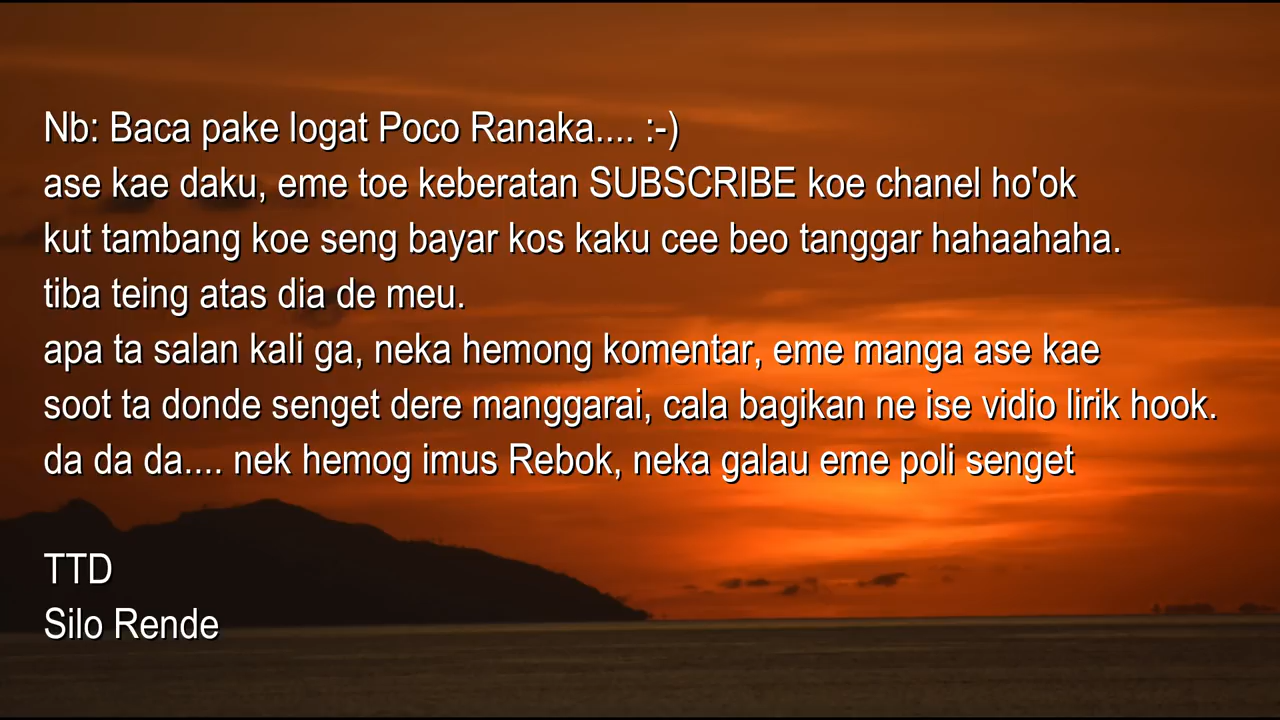 Nb: Baca pake logat Poco Ranaka.... :-)
ase kae daku, eme toe keberatan SUBSCRIBE koe chanel ho'ok
kut tambang koe seng bayar kos kaku cee beo tanggar hahaahaha.
tiba teing atas dia de meu.
apa ta salan kali ga, neka hemong komentar, eme manga ase kae
soot ta donde senget dere manggarai, cala bagikan ne ise vidio lirik hook.
da da da.... nek hemog imus Rebok, neka galau eme poli senget
TTD
Silo Rende